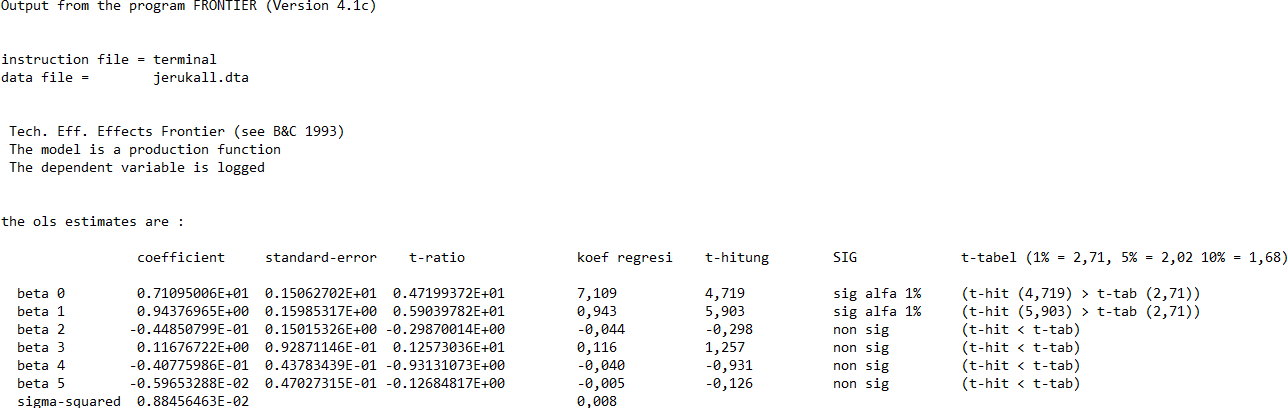 Output from the program FRONTIER (Version 4.1c)
instruction file = terminal
data file =        jerukall.dta
Tech. Eff. Effects Frontier (see B&C 1993)
The model is a production function
The dependent variable is logged
the ols estimates are :
coefficient     standard-error    t-ratio              koef regresi    t-hitung        SIG             t-tabel (1% = 2,71, 5% = 2,02 10% = 1,68)
beta 0         0.71095006E+01  0.15062702E+01  0.47199372E+01         7,109           4,719           sig alfa 1%     (t-hit (4,719) > t-tab (2,71))
beta 1         0.94376965E+00  0.15985317E+00  0.59039782E+01         0,943           5,903           sig alfa 1%     (t-hit (5,903) > t-tab (2,71))
beta 2        -0.44850799E-01  0.15015326E+00 -0.29870014E+00        -0,044          -0,298           non sig         (t-hit < t-tab)
beta 3         0.11676722E+00  0.92871146E-01  0.12573036E+01         0,116           1,257           non sig         (t-hit < t-tab)
beta 4        -0.40775986E-01  0.43783439E-01 -0.93131073E+00        -0,040          -0,931           non sig         (t-hit < t-tab)
beta 5        -0.59653288E-02  0.47027315E-01 -0.12684817E+00        -0,005          -0,126           non sig         (t-hit < t-tab)
sigma-squared  0.88456463E-02                                         0,008